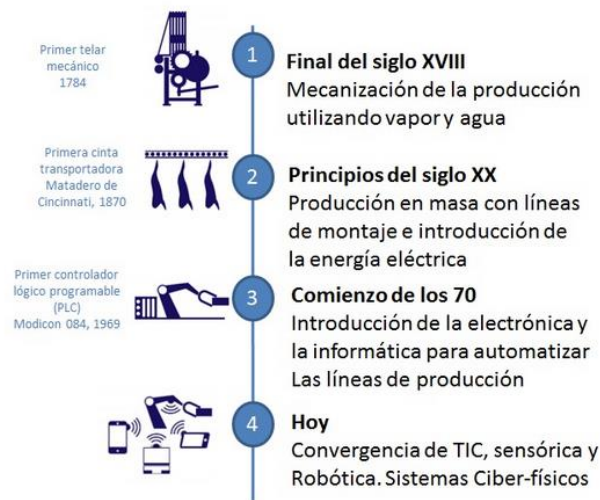 Primer telar
mecánico
1784
1
Final del siglo XVIII
Mecanización de la producción
utilizando vapor y agua
Primera cinta
transportadora
Matadero de
Cincinnati, 1870
2
Principios del siglo XX
Producción en masa con líneas
de montaje e introducción de
la energía eléctrica
Primer controlador
lógico programable
(PLC)
Modicon 084, 1969
3
Comienzo de los 70
Introducción de la electrónica y
la informática para automatizar
Las líneas de producción
4
Hoy
Convergencia de TIC, sensórica y
Robótica. Sistemas Ciber-físicos